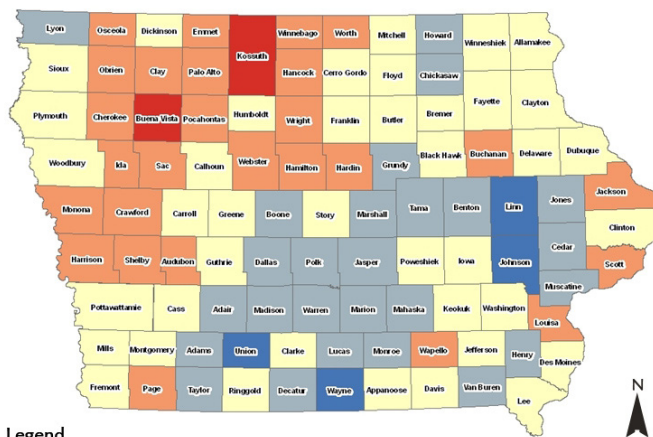 Lyon Osceola Dickinson Emmet Kossuth Winnebago Worth Mitchell Howard Winneshiek Allamakee
Sioux Obrien Clay Palo Alto Hancock Cerro Gordo Floyd Chickasaw
Plymouth Cherokee Buena Vista Pocahontas Humboldt Wright Franklin Butler Bremer Fayette Clayton
Woodbury Ida Sac Calhoun Webster Hamilton Hardin Grundy Black Hawk Buchanan Delaware Dubuque
Monona Crawford Carroll Greene Boone Story Marshall Tama Benton Linn Jones Jackson
Clinton
Harrison Shelby Audubon Guthrie Dallas Polk Jasper Poweshiek Iowa Johnson Cedar Scott
Muscatine
Pottawattamie Cass Adair Madison Warren Marion Mahaska Keokuk Washington Louisa
Mills Montgomery Adams Union Clarke Lucas Monroe Wapello Jefferson Henry Des Moines
Fremont Page Taylor Ringgold Decatur Wayne Appanoose Davis Van Buren Lee
N
Legend